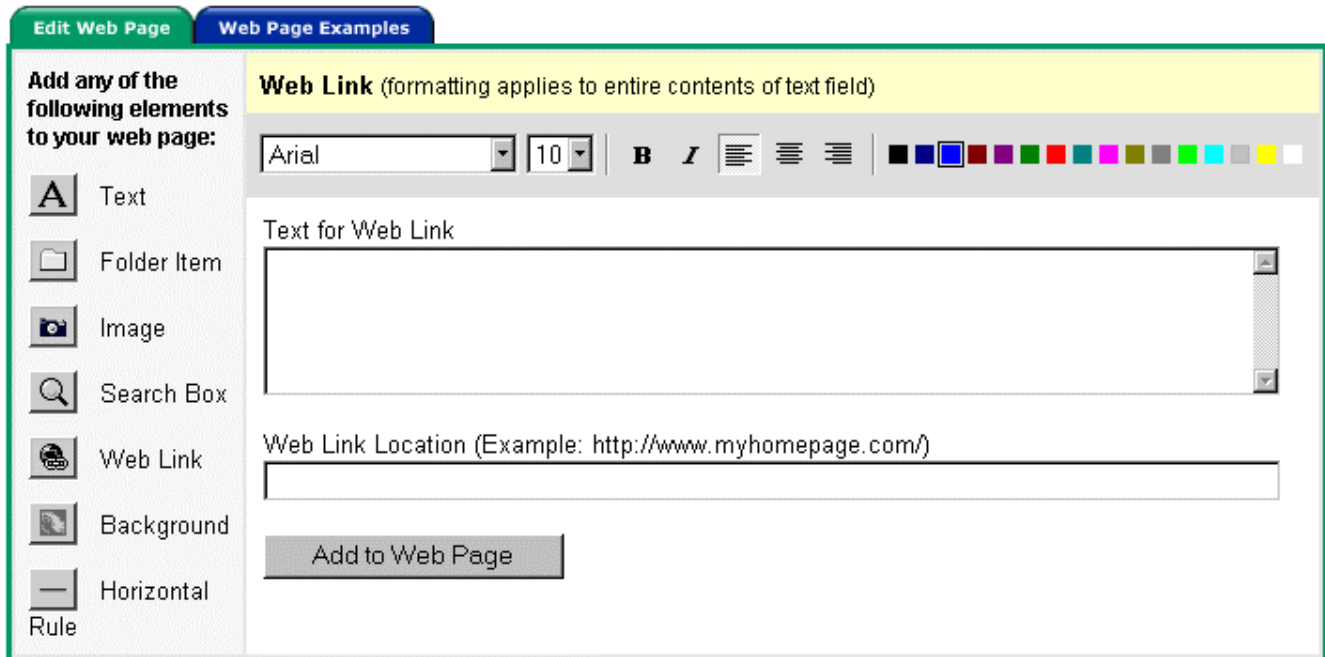 Edit Web Page
Web Page Examples
Add any of the
following elements
to your web page:
A Text
Folder Item
Image
Search Box
Web Link
Background
Horizontal
Rule
Web Link (formatting applies to entire contents of text field)
Arial 10 B I
Text for Web Link
Web Link Location (Example: http://www.myhomepage.com/)
Add to Web Page